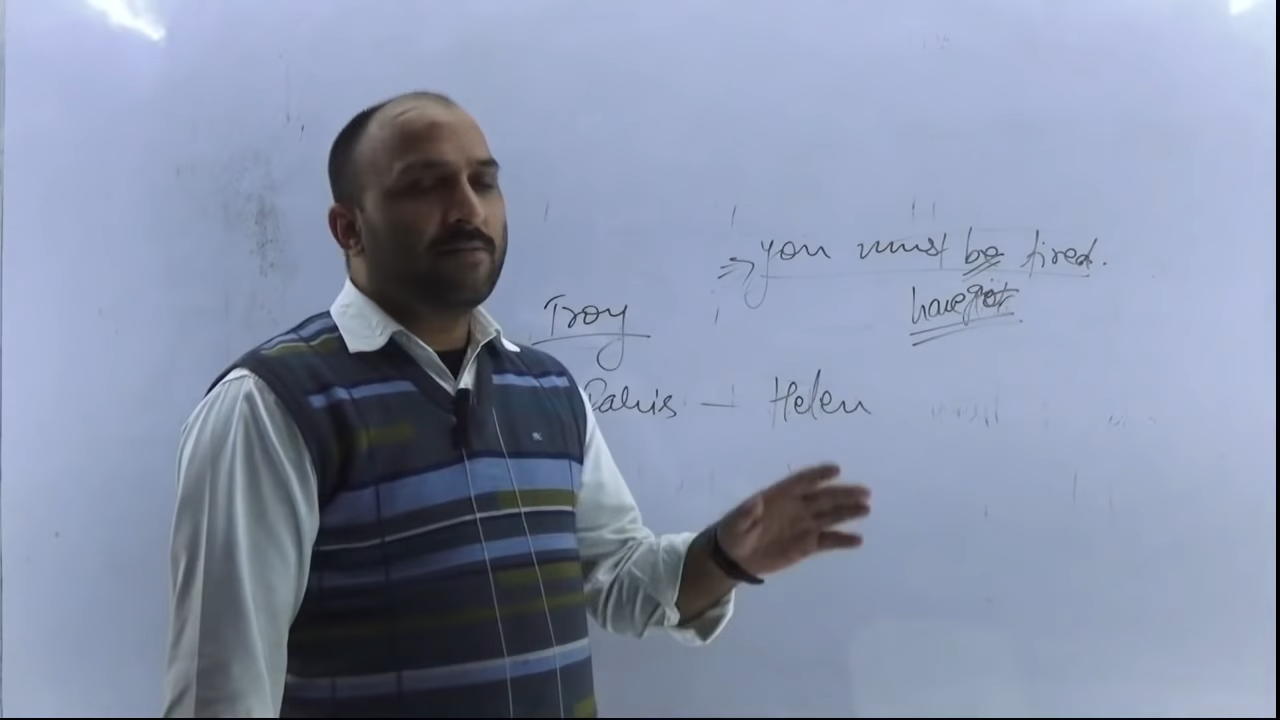 ⇒ you must be tired.
have got
Troy
Paris — Helen